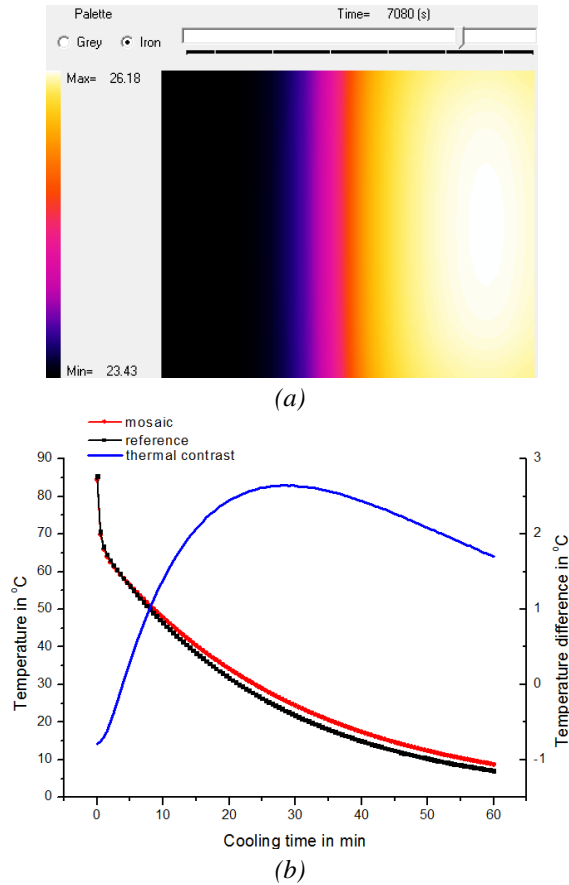 Palette Time= 7080 (s)
Grey Iron
Max= 26.18
Min= 23.43
(a)
mosaic
reference
thermal contrast
90
80
70
60
50
40
30
20
10
0
Temperature in °C
3
2
1
0
-1
Temperature difference in °C
0 10 20 30 40 50 60
Cooling time in min
(b)